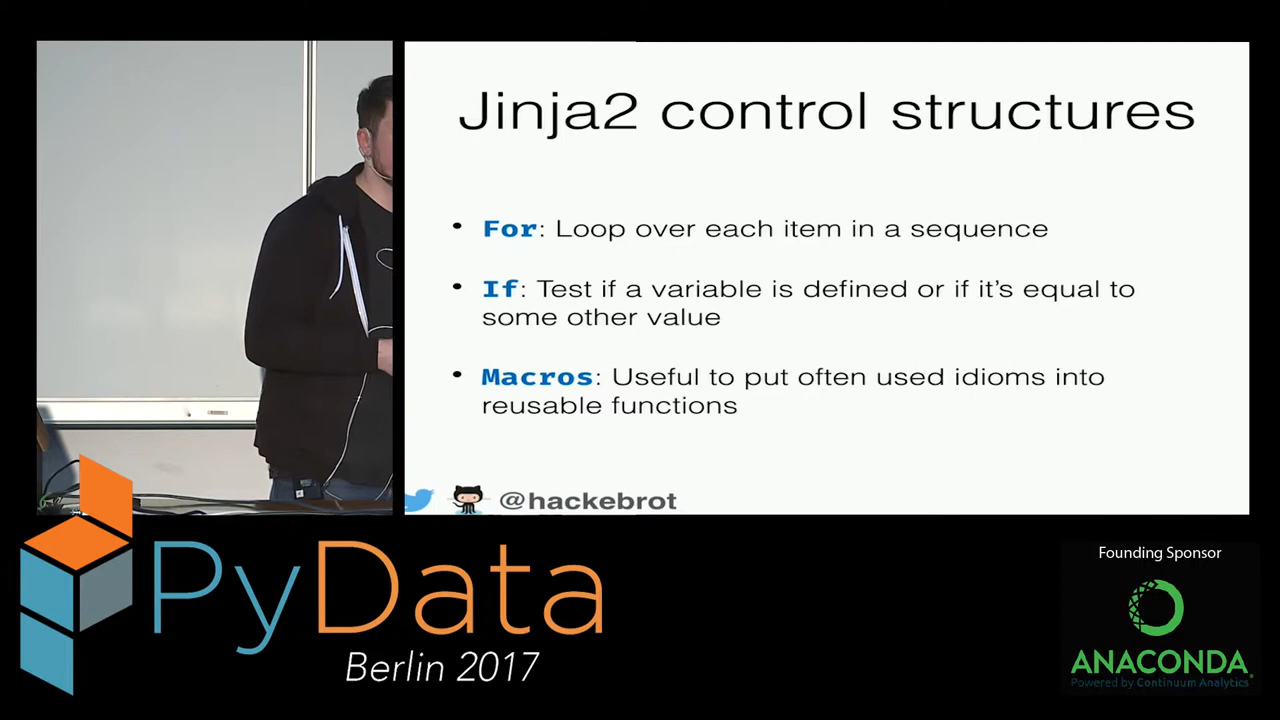 Jinja2 control structures
• For: Loop over each item in a sequence
• If: Test if a variable is defined or if it’s equal to
some other value
• Macros: Useful to put often used idioms into
reusable functions
@hackebrot
PyData
Berlin 2017
Founding Sponsor
ANACONDA
Powered by Continuum Analytics